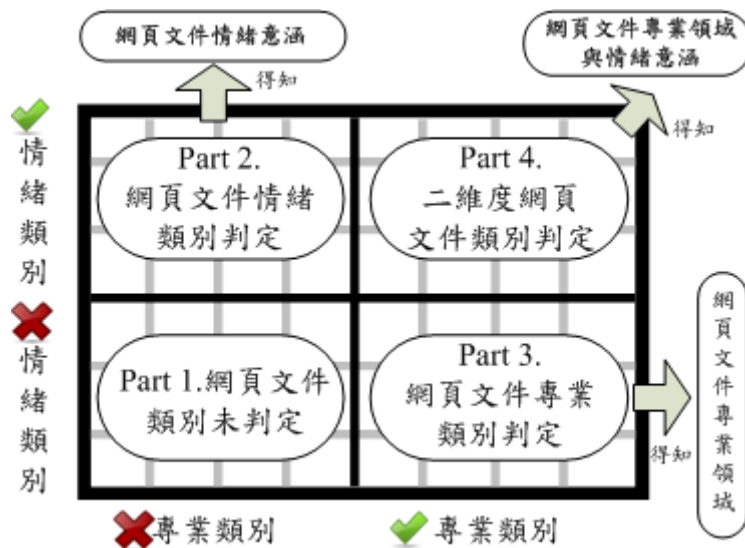 網頁文件情緒意涵
網頁文件專業領域
與情緒意涵
得知
得知
情緒類別
Part 2.
網頁文件情緒
類別判定
Part 4.
二維度網頁
文件類別判定
情緒類別
Part 1.網頁文件
類別未判定
Part 3.
網頁文件專業
類別判定
得知
網頁文件專業領域
專業類別
專業類別